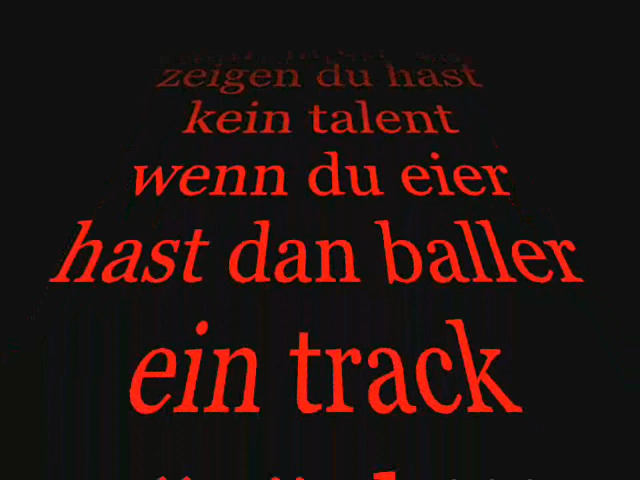 zeigen du hast
kein talent
wenn du eier
hast dan baller
ein track